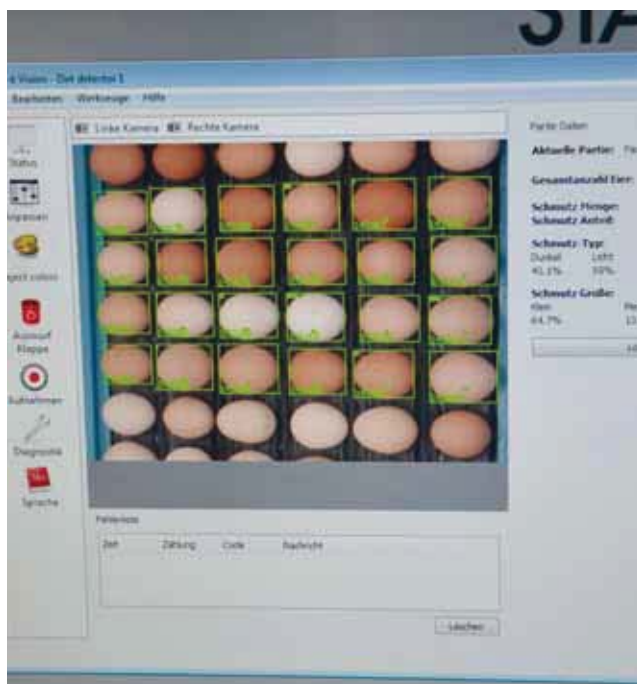 STA
Vision - Dirt detector 1
Bearbeiten Werkzeuge Hilfe
Linke Kamera Rechte Kamera
Status
Anpassen
Auswurf
Klappe
Aufnehmen
Diagnostik
Sprache
Partie Daten
Aktuelle Partie:
Gesamtanzahl Eier:
Schmutz Menge:
Schmutz Anteil:
Schmutz Typ:
Dunkel Licht
41.1% 59%
Schmutz Größe:
Klein
64.7%
Fehlerliste
Zeit Zählung Code Nachricht
Löschen